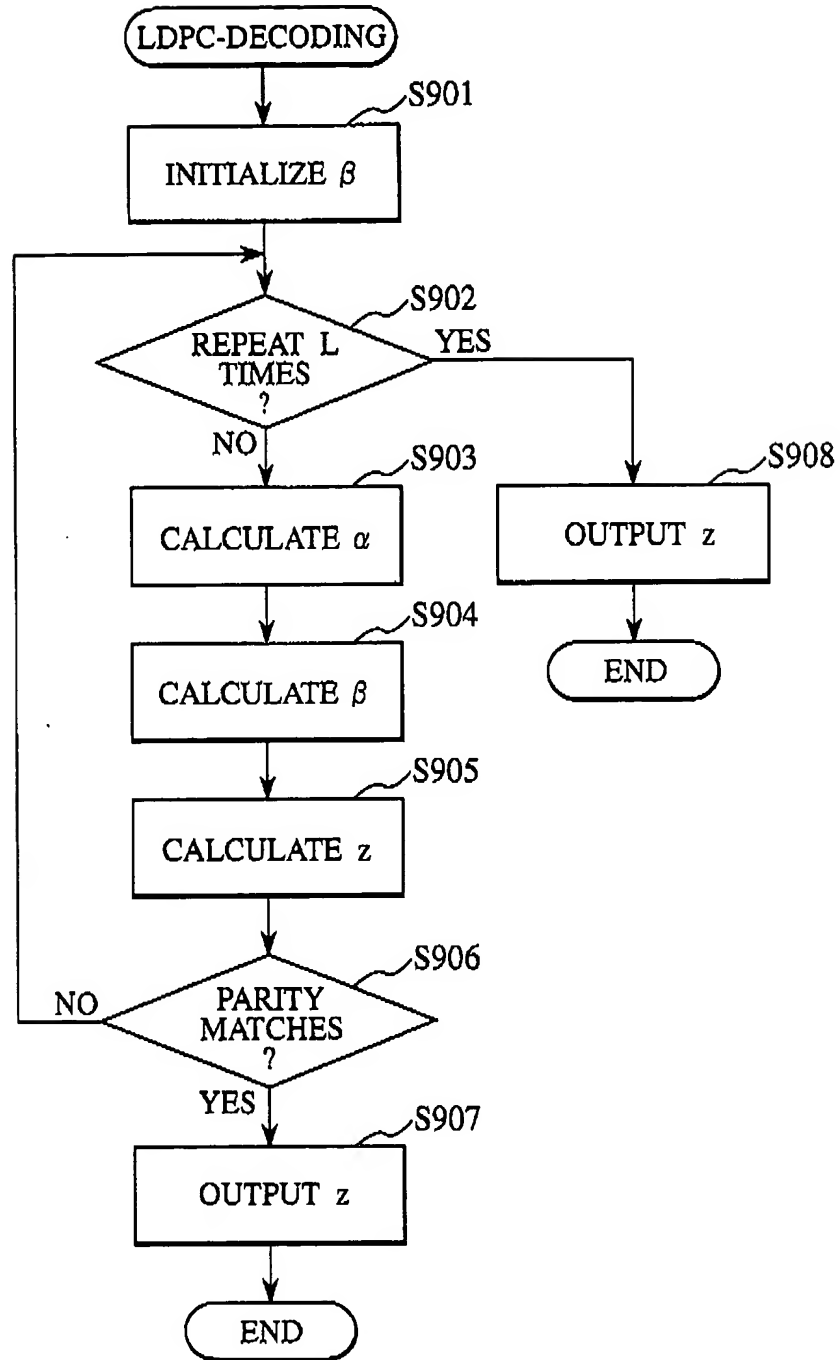 LDPC-DECODING
S901
INITIALIZE β
S902
REPEAT L
TIMES
?
YES
NO
S903
CALCULATE α
S908
OUTPUT z
S904
CALCULATE β
END
S905
CALCULATE z
S906
PARITY
MATCHES
?
NO
YES
S907
OUTPUT z
END